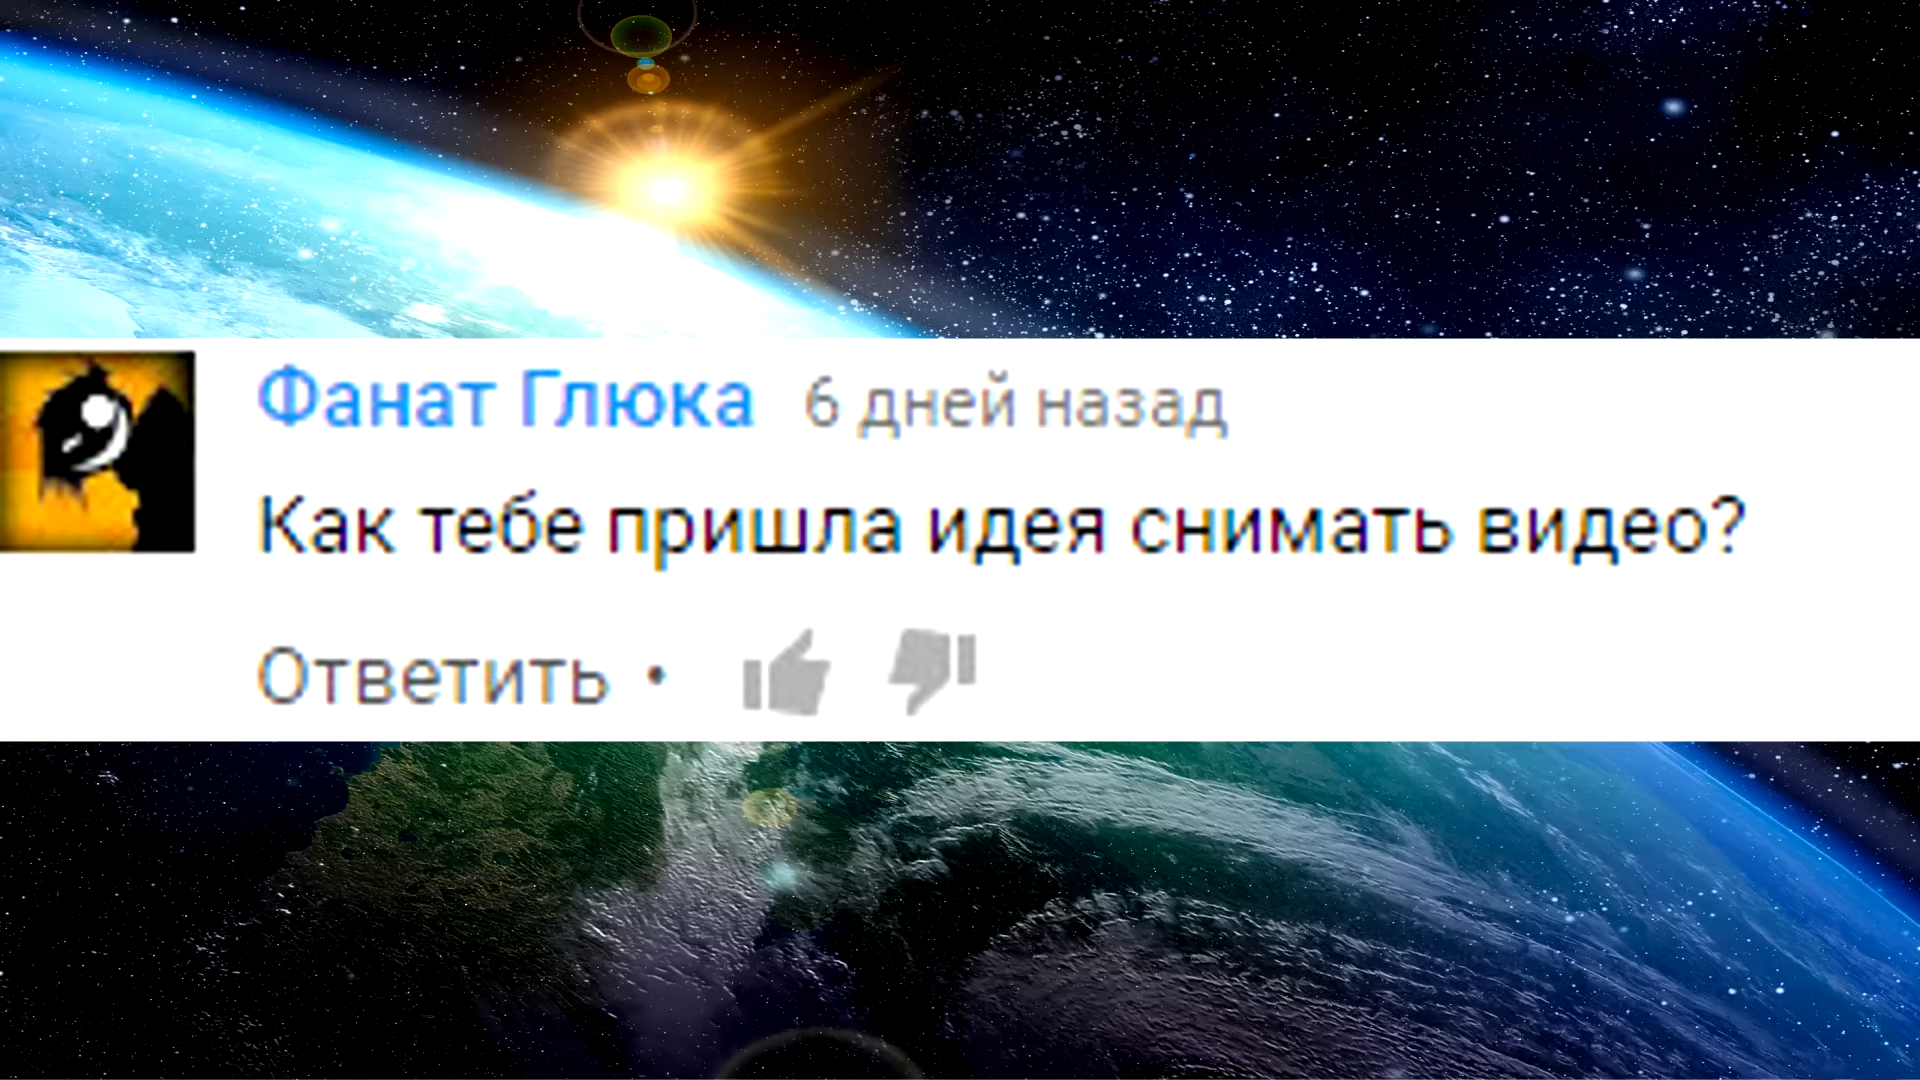 Фанат Глюка 6 дней назад
Как тебе пришла идея снимать видео?
Ответить •